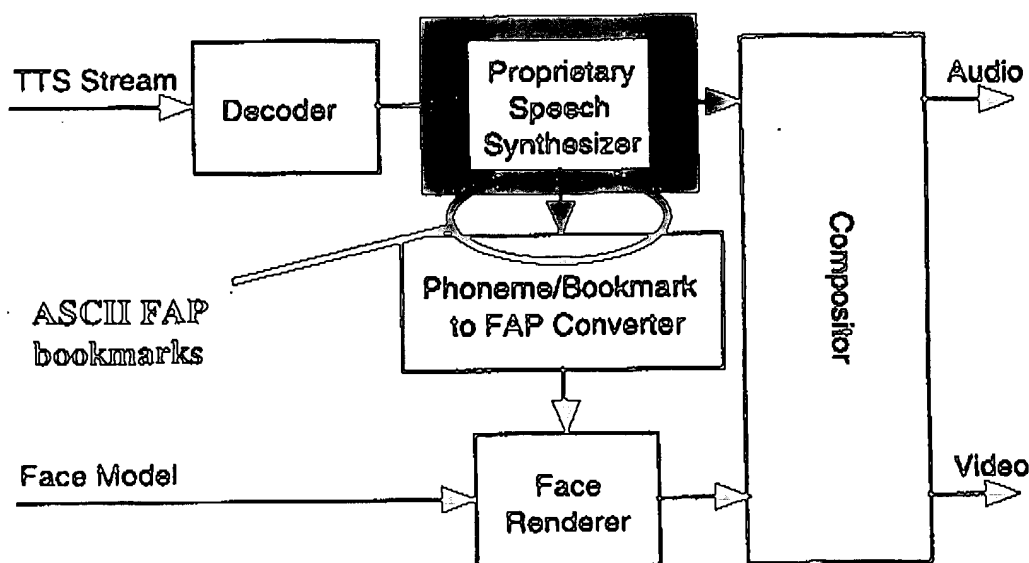 TTS Stream
Decoder
Proprietary
Speech
Synthesizer
Audio
ASCII FAP
bookmarks
Phoneme/Bookmark
to FAP Converter
Compositor
Face Model
Face
Renderer
Video